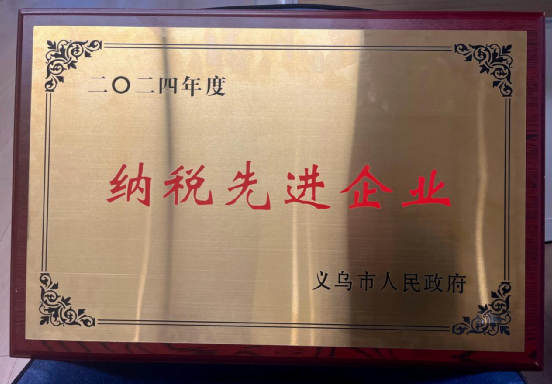 二〇二四年度
纳税先进企业
义乌市人民政府